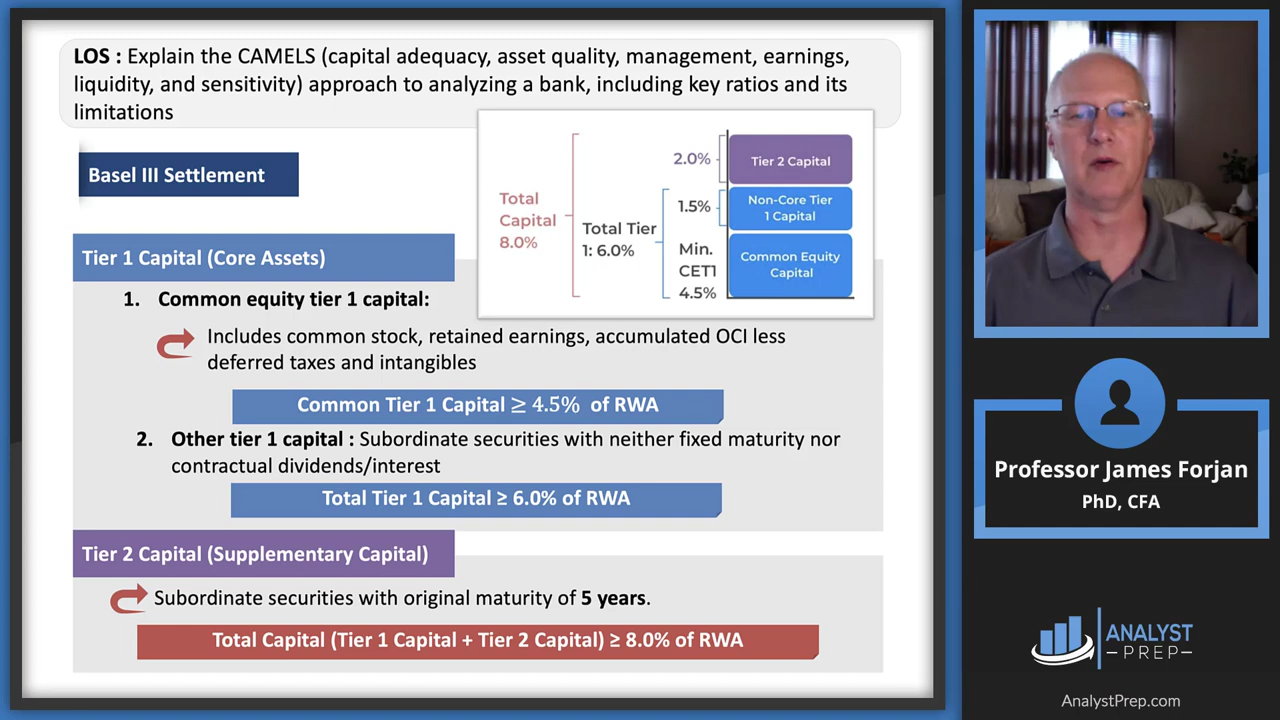 LOS : Explain the CAMELS (capital adequacy, asset quality, management, earnings,
liquidity, and sensitivity) approach to analyzing a bank, including key ratios and its
limitations
Basel III Settlement
2.0%
Tier 2 Capital
Total
Capital
8.0%
Total Tier
1: 6.0%
1.5%
Non-Core Tier
1 Capital
Min.
CET1
4.5%
Common Equity
Capital
Tier 1 Capital (Core Assets)
1. Common equity tier 1 capital:
Includes common stock, retained earnings, accumulated OCI less
deferred taxes and intangibles
Common Tier 1 Capital ≥ 4.5% of RWA
2. Other tier 1 capital : Subordinate securities with neither fixed maturity nor
contractual dividends/interest
Total Tier 1 Capital ≥ 6.0% of RWA
Tier 2 Capital (Supplementary Capital)
Subordinate securities with original maturity of 5 years.
Total Capital (Tier 1 Capital + Tier 2 Capital) ≥ 8.0% of RWA
Professor James Forjan
PhD, CFA
ANALYST
–PREP–
AnalystPrep.com